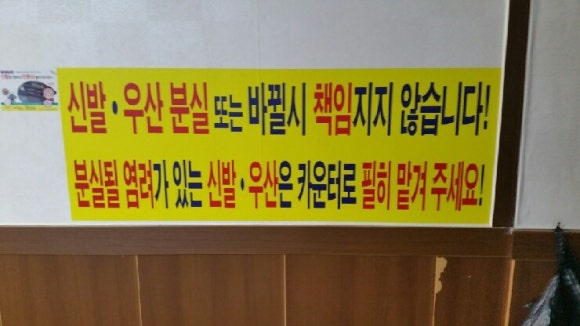 신발·우산 분실 또는 바뀔시 책임지지 않습니다!
분실될 염려가 있는 신발·우산은 카운터로 필히 맡겨 주세요!